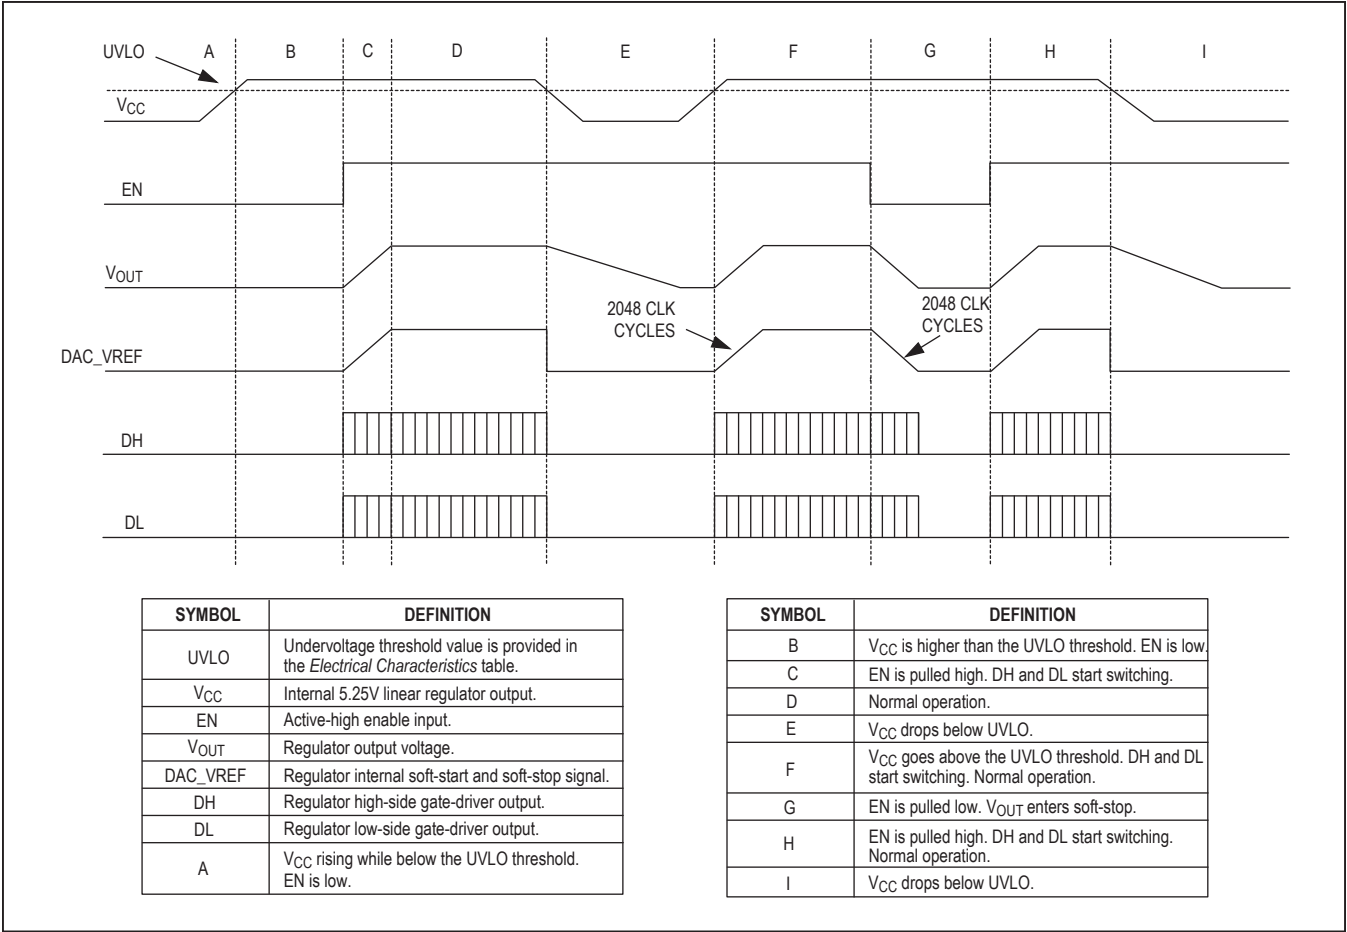 UVLO A B C D E F G H I
VCC
EN
VOUT
2048 CLK
CYCLES
2048 CLK
CYCLES
DAC_VREF
DH
DL
SYMBOL DEFINITION
UVLO Undervoltage threshold value is provided in
the Electrical Characteristics table.
VCC Internal 5.25V linear regulator output.
EN Active-high enable input.
VOUT Regulator output voltage.
DAC_VREF Regulator internal soft-start and soft-stop signal.
DH Regulator high-side gate-driver output.
DL Regulator low-side gate-driver output.
A VCC rising while below the UVLO threshold.
EN is low.
SYMBOL DEFINITION
B VCC is higher than the UVLO threshold. EN is low.
C EN is pulled high. DH and DL start switching.
D Normal operation.
E VCC drops below UVLO.
F VCC goes above the UVLO threshold. DH and DL
start switching. Normal operation.
G EN is pulled low. VOUT enters soft-stop.
H EN is pulled high. DH and DL start switching.
Normal operation.
I VCC drops below UVLO.